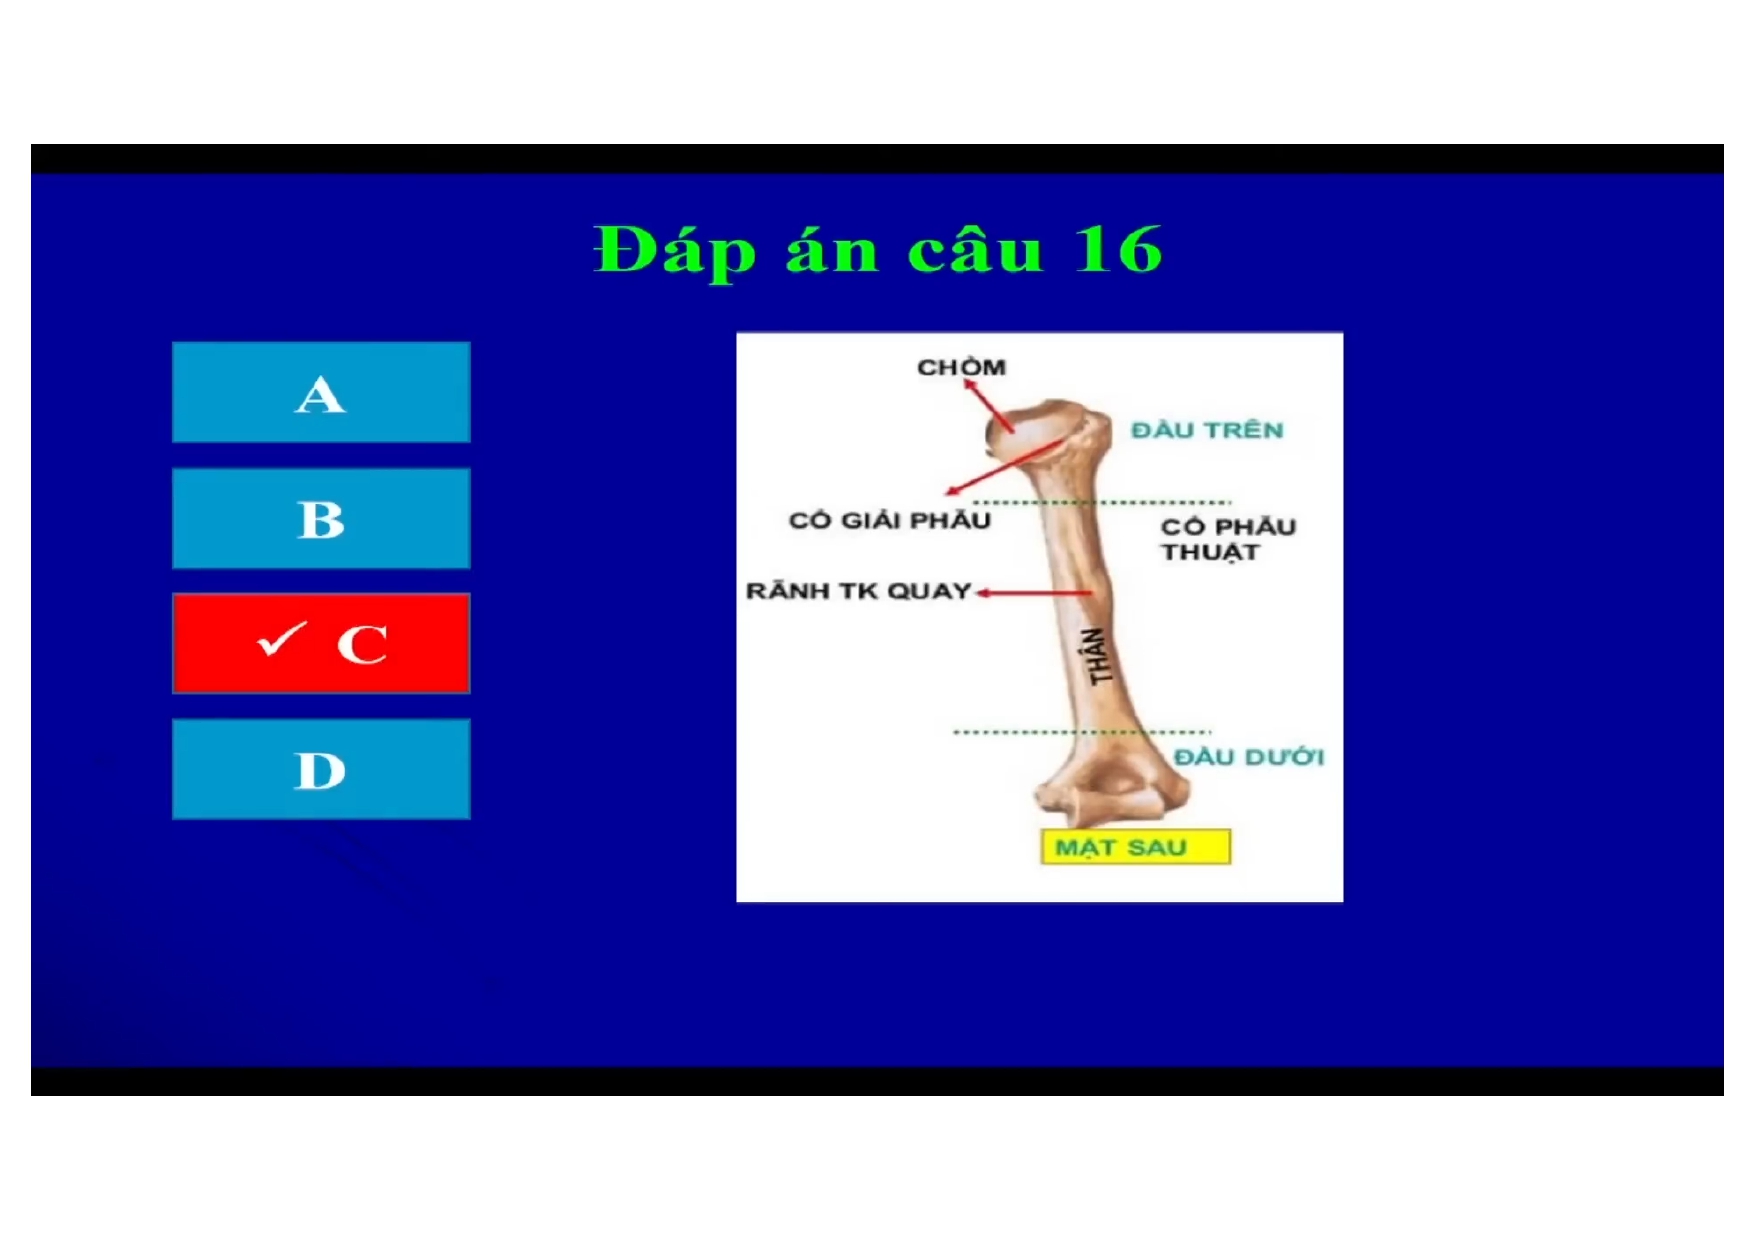 Đáp án câu 16
A
B
✓ C
D
CHỎM
ĐẦU TRÊN
CỔ GIẢI PHẪU
CỔ PHẪU
THUẬT
RÃNH TK QUAY
THÂN
ĐẦU DƯỚI
MẶT SAU